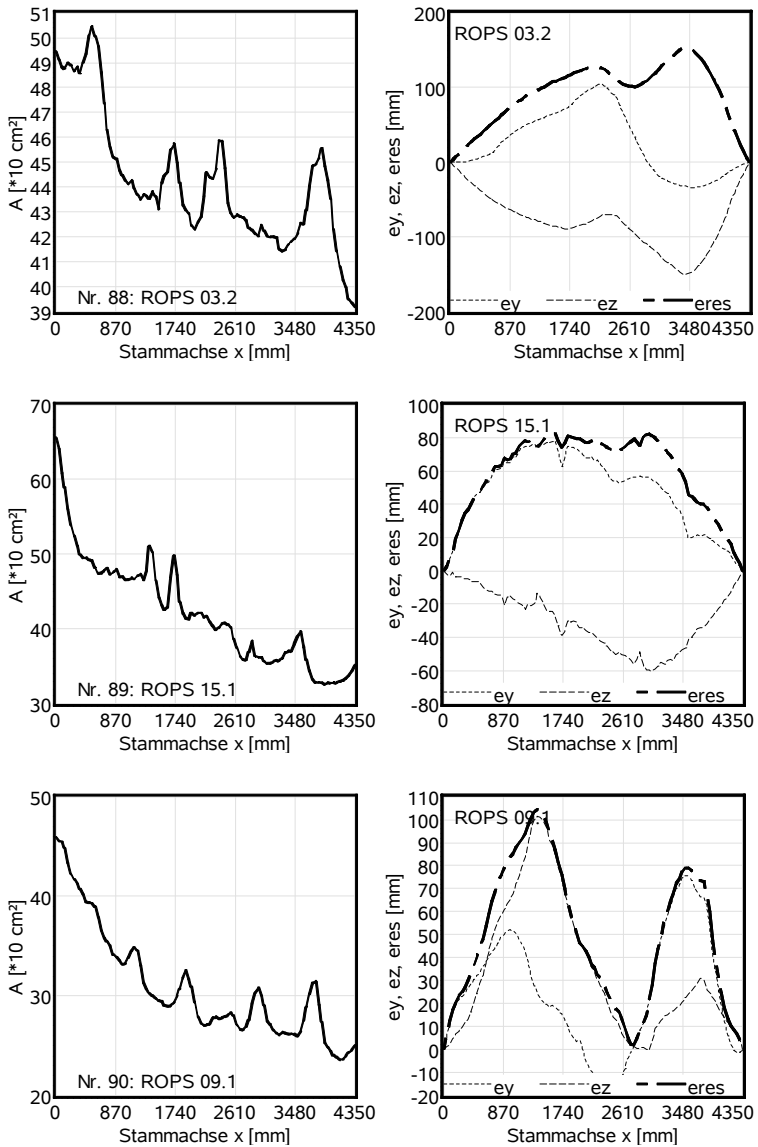 51
50
49
48
47
46
45
44
43
42
41
40
39
A [*10 cm²]
Nr. 88: ROPS 03.2
0 870 1740 2610 3480 4350
Stammachse x [mm]
200
100
0
-100
-200
ey, ez, eres [mm]
ROPS 03.2
ey ez eres
0 870 1740 2610 3480 4350
Stammachse x [mm]
70
60
50
40
30
A [*10 cm²]
Nr. 89: ROPS 15.1
0 870 1740 2610 3480 4350
Stammachse x [mm]
100
80
60
40
20
0
-20
-40
-60
-80
ey, ez, eres [mm]
ROPS 15.1
ey ez eres
0 870 1740 2610 3480 4350
Stammachse x [mm]
50
40
30
20
A [*10 cm²]
Nr. 90: ROPS 09.1
0 870 1740 2610 3480 4350
Stammachse x [mm]
110
100
90
80
70
60
50
40
30
20
10
0
-10
-20
ey, ez, eres [mm]
ROPS 09.1
ey ez eres
0 870 1740 2610 3480 4350
Stammachse x [mm]